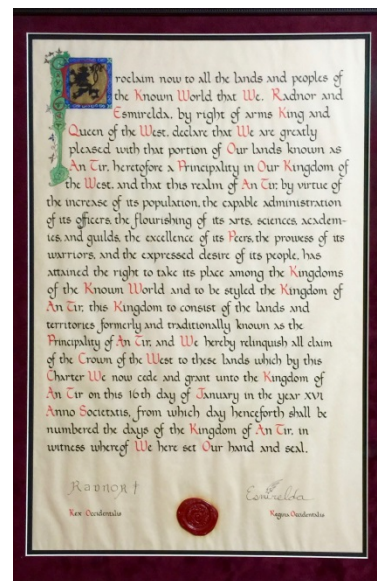 Proclaim now to all the lands and peoples of
the Known World that We, Radnor and
Esmirelda, by right of arms King and
Queen of the West, declare that We are greatly
pleased with that portion of Our lands known as
An Tir, heretofore a Principality in Our Kingdom of
the West, and that this realm of An Tir, by virtue of
the increase of its population, the capable administration
of its officers, the flourishing of its arts, sciences, academ-
ies, and guilds, the excellence of its Peers, the prowess of its
warriors, and the expressed desire of its people, has
attained the right to take its place among the Kingdoms
of the Known World and to be styled the Kingdom of
An Tir, this Kingdom to consist of the lands and
territories formerly and traditionally known as the
Principality of An Tir, and We hereby relinquish all claim
of the Crown of the West to these lands which by this
Charter We now cede and grant unto the Kingdom of
An Tir on this 16th day of January in the year XVI
Anno Societatis, from which day henceforth shall be
numbered the days of the Kingdom of An Tir, in
witness whereof We here set Our hand and seal.
Radnor Esmirelda
Rex Occidentalis Regina Occidentalis